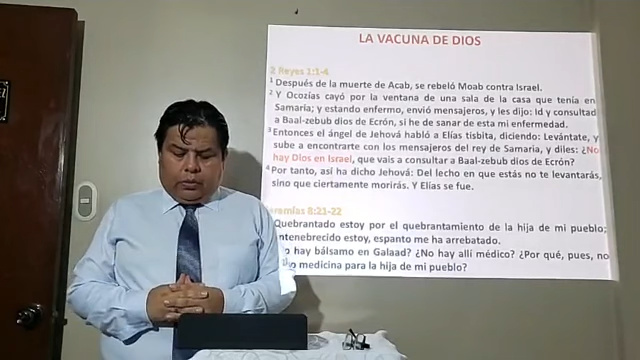 LA VACUNA DE DIOS
2 Reyes 1:1-4
1 Después de la muerte de Acab, se rebeló Moab contra Israel.
2 Y Ocozías cayó por la ventana de una sala de la casa que tenía en
Samaria; y estando enfermo, envió mensajeros, y les dijo: Id y consultad
a Baal-zebub dios de Ecrón, si he de sanar de esta mi enfermedad.
3 Entonces el ángel de Jehová habló a Elías tisbita, diciendo: Levántate, y
sube a encontrarte con los mensajeros del rey de Samaria, y diles: ¿No
hay Dios en Israel, que vais a consultar a Baal-zebub dios de Ecrón?
4 Por tanto, así ha dicho Jehová: Del lecho en que estás no te levantarás,
sino que ciertamente morirás. Y Elías se fue.
remías 8:21-22
Quebrantado estoy por el quebrantamiento de la hija de mi pueblo;
ntenebrecido estoy, espanto me ha arrebatado.
o hay bálsamo en Galaad? ¿No hay allí médico? ¿Por qué, pues, no
o medicina para la hija de mi pueblo?